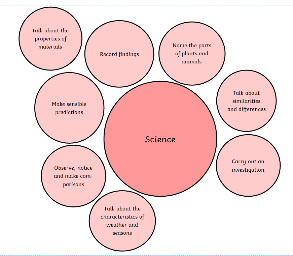 Talk about the
properties of
materials
Record findings
Name the parts
of plants and
animals
Make sensible
predictions
Talk about
similarities
and differences
Science
Carry out an
investigation
Observe, notice
and make com-
parisons
Talk about the
characteristics of
weather and
seasons